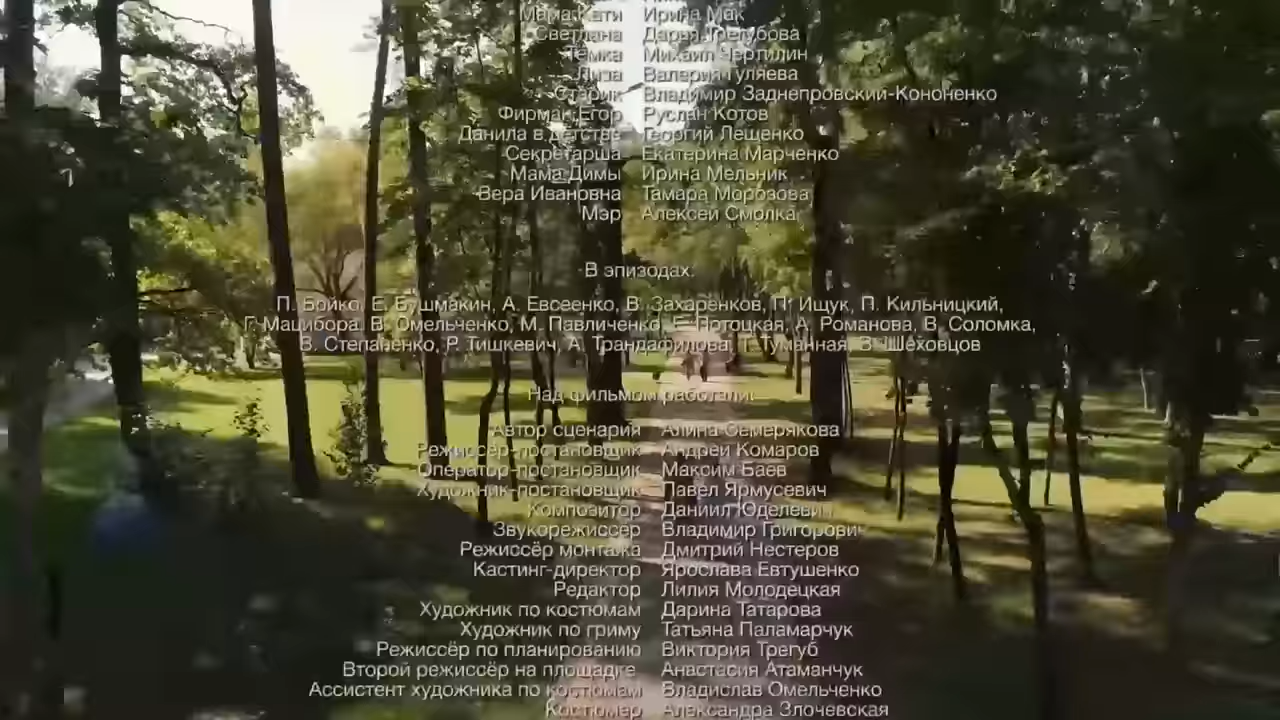 Мама Кати Ирина Мак
Светлана Дарья Трегубова
Тёмка Михаил Чертилин
Лиза Валерия Гуляева
Старик Владимир Заднепровский-Кононенко
Фирман Егор Руслан Котов
Данила в детстве Георгий Лещенко
Секретарша Екатерина Марченко
Мама Димы Ирина Мельник
Вера Ивановна Тамара Морозова
Мэр Алексей Смолка
В эпизодах:
П. Бойко, Е. Бушмакин, А. Евсеенко, В. Захаренков, П. Ищук, П. Кильницкий,
Г. Мацибора, В. Омельченко, М. Павличенко, Е. Потоцкая, А. Романова, В. Соломка,
В. Степаненко, Р. Тишкевич, А. Трандафилова, Т. Туманная, З. Шеховцов
Над фильмом работали:
Автор сценария Алина Семерякова
Режиссёр-постановщик Андрей Комаров
Оператор-постановщик Максим Баев
Художник-постановщик Павел Ярмусевич
Композитор Даниил Юделевич
Звукорежиссёр Владимир Григорович
Режиссёр монтажа Дмитрий Нестеров
Кастинг-директор Ярослава Евтушенко
Редактор Лилия Молодецкая
Художник по костюмам Дарина Татарова
Художник по гриму Татьяна Паламарчук
Режиссёр по планированию Виктория Трегуб
Второй режиссёр на площадке Анастасия Атаманчук
Ассистент художника по костюмам Владислав Омельченко
Костюмер Александра Злочевская